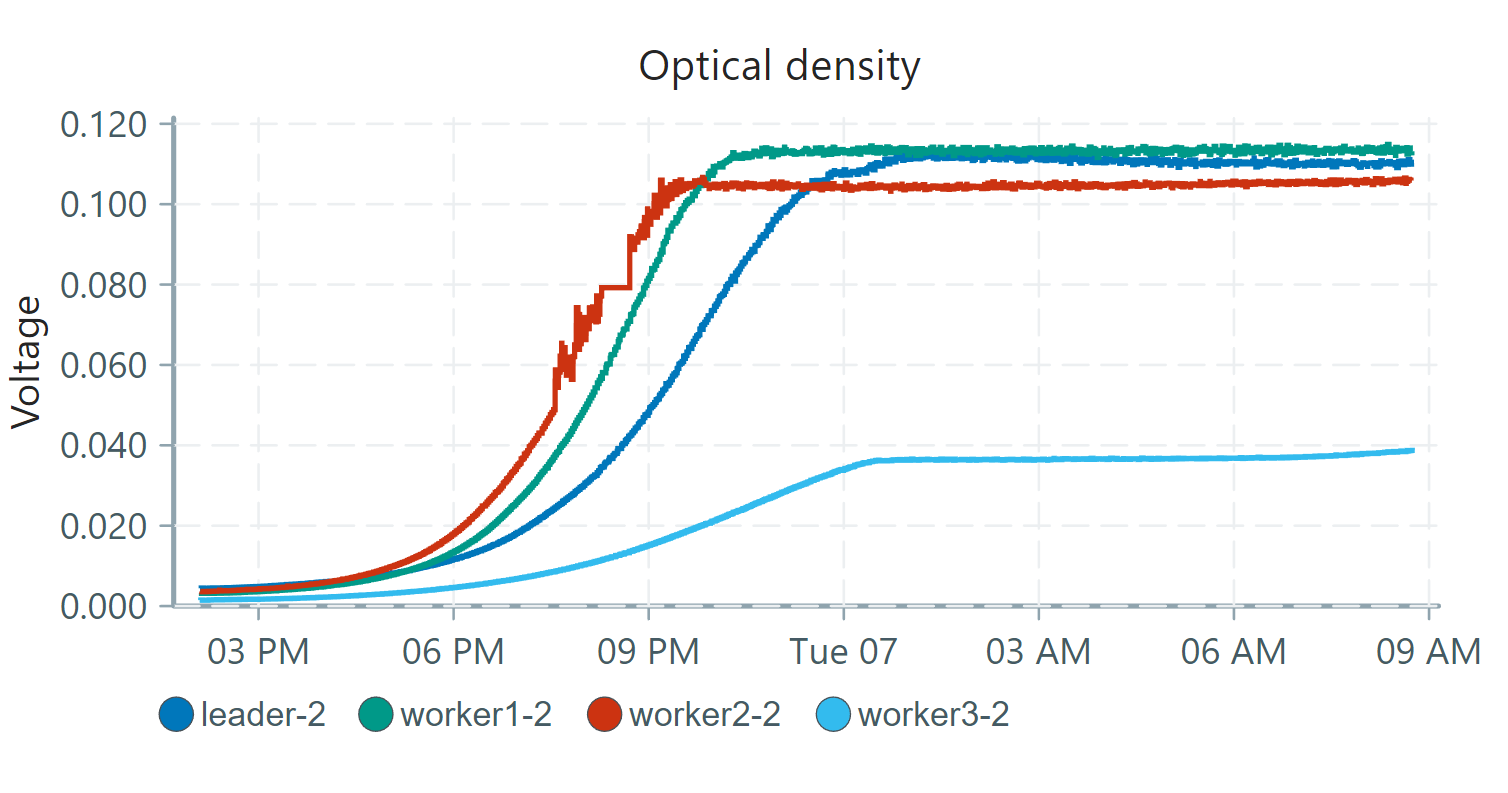 Optical density
0.120
0.100
0.080
0.060
0.040
0.020
0.000
Voltage
03 PM 06 PM 09 PM Tue 07 03 AM 06 AM 09 AM
leader-2 worker1-2 worker2-2 worker3-2